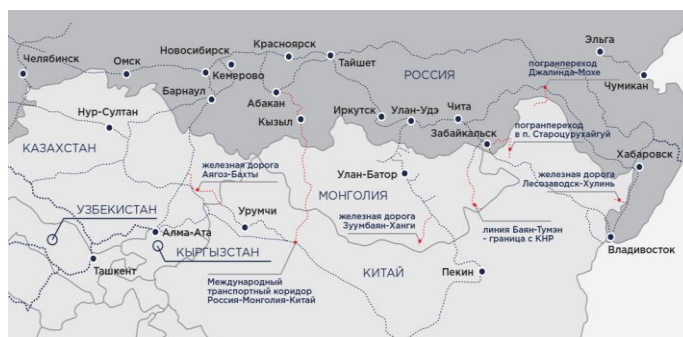 Челябинск
Омск
Новосибирск
Кемерово
Красноярск
Тайшет
РОССИЯ
Эльга
погранпереход
Джалинда-Мохе
Чумикан
Барнаул
Абакан
Кызыл
Иркутск
Улан-Удэ
Чита
Забайкальск
Нур-Султан
погранпереход
в п. Староцурухайгуй
КАЗАХСТАН
железная дорога
Аягоз-Бахты
Улан-Батор
МОНГОЛИЯ
железная дорога
Лесозаводск-Хулинь
Хабаровск
УЗБЕКИСТАН
Урумчи
железная дорога
Зуумбаян-Ханги
линия Баян-Тумэн
- граница с КНР
Алма-Ата
КЫРГЫЗСТАН
Владивосток
Ташкент
Международный
транспортный коридор
Россия-Монголия-Китай
КИТАЙ
Пекин